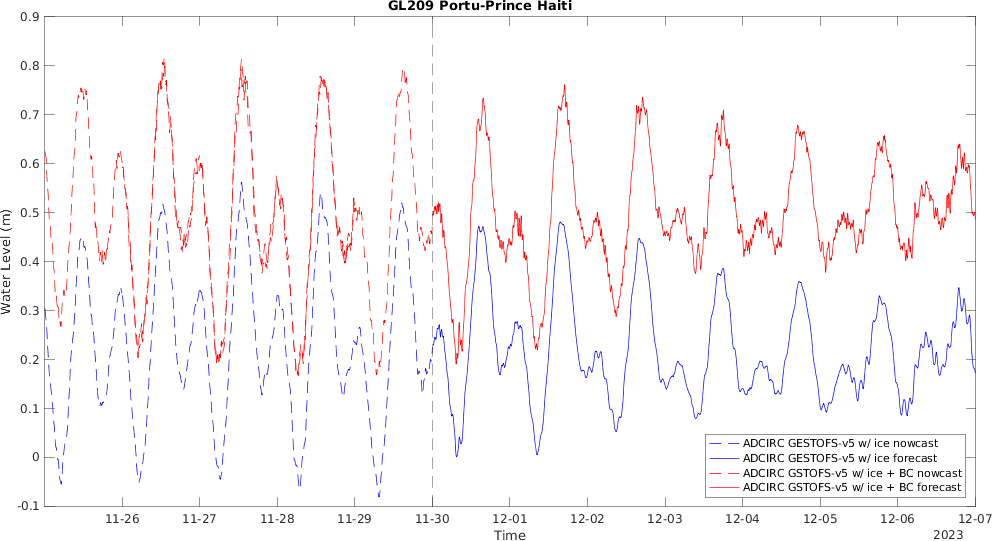 GL209 Portu-Prince Haiti
0.9
0.8
0.7
0.6
0.5
0.4
0.3
0.2
0.1
0
-0.1
Water Level (m)
ADCIRC GESTOFS-v5 w/ ice nowcast
ADCIRC GESTOFS-v5 w/ ice forecast
ADCIRC GSTOFS-v5 w/ ice + BC nowcast
ADCIRC GSTOFS-v5 w/ ice + BC forecast
11-26 11-27 11-28 11-29 11-30 12-01 12-02 12-03 12-04 12-05 12-06 12-07
Time
2023